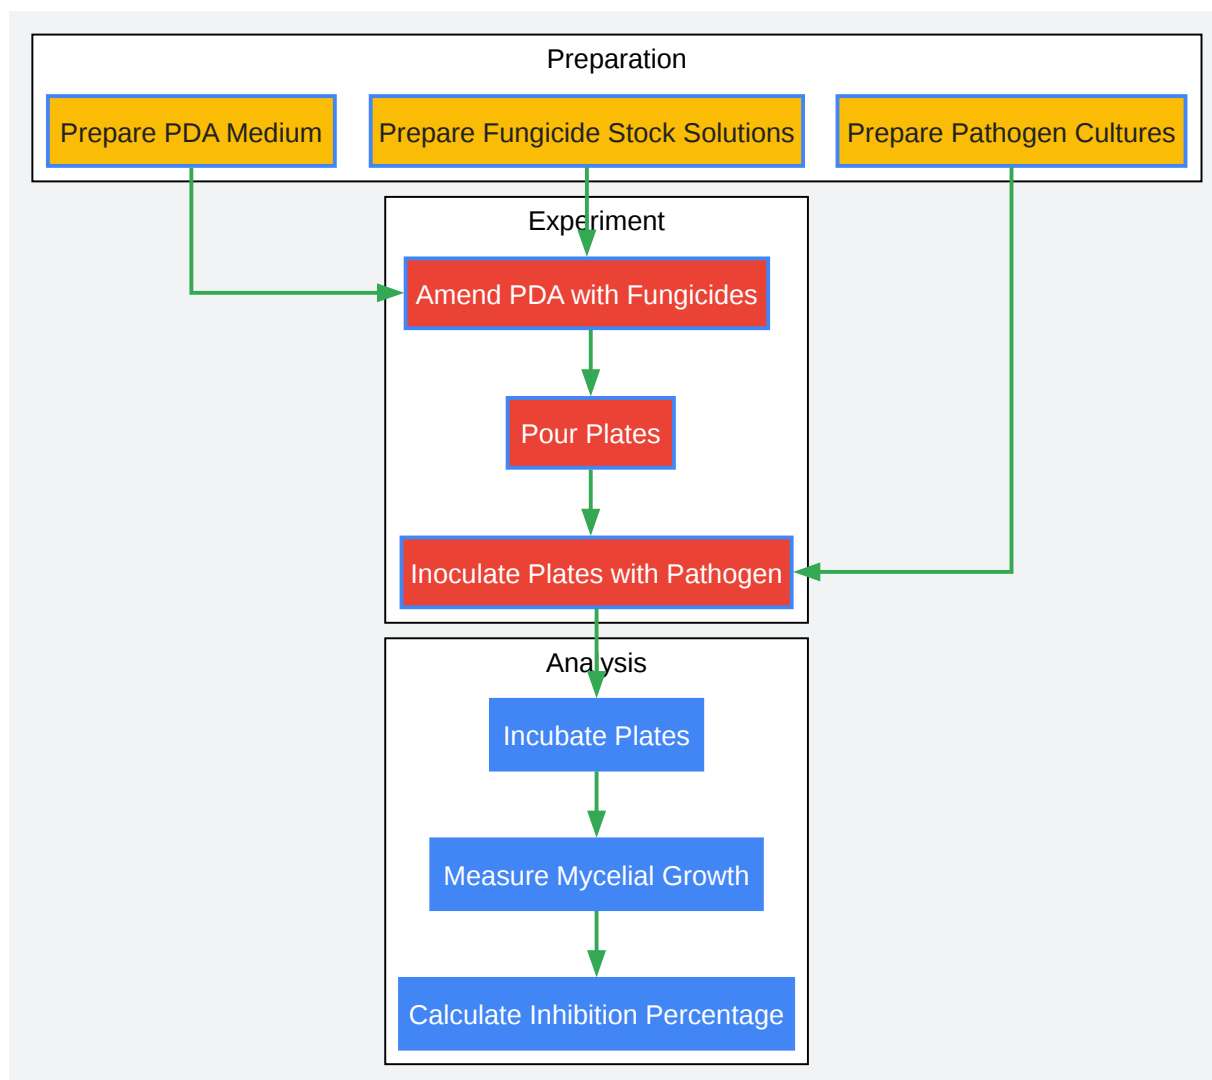 Preparation
Prepare PDA Medium
Prepare Fungicide Stock Solutions
Prepare Pathogen Cultures
Experiment
Amend PDA with Fungicides
Pour Plates
Inoculate Plates with Pathogen
Analysis
Incubate Plates
Measure Mycelial Growth
Calculate Inhibition Percentage